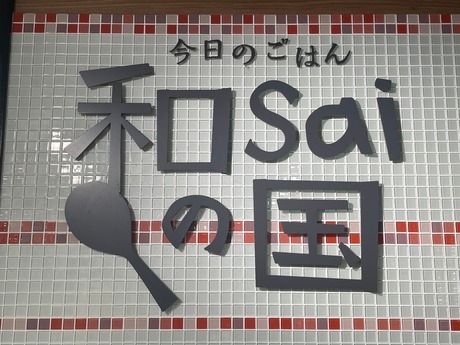 今日のごはん
和Sai
の国